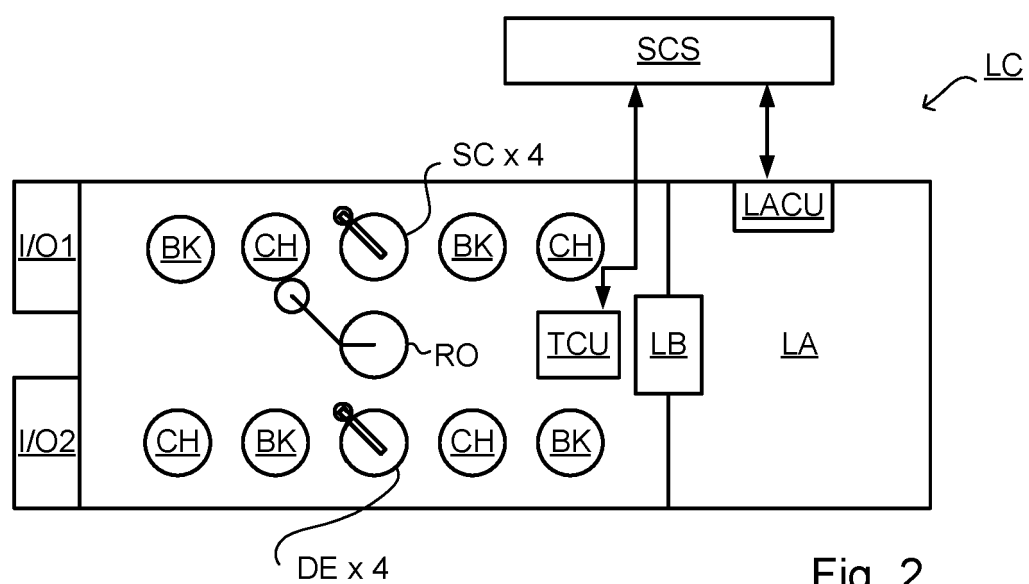 SCS
LC
SC x 4
LACU
I/O1
BK
CH
BK
CH
RO
TCU
LB
LA
I/O2
CH
BK
CH
BK
DE x 4
Fig. 2